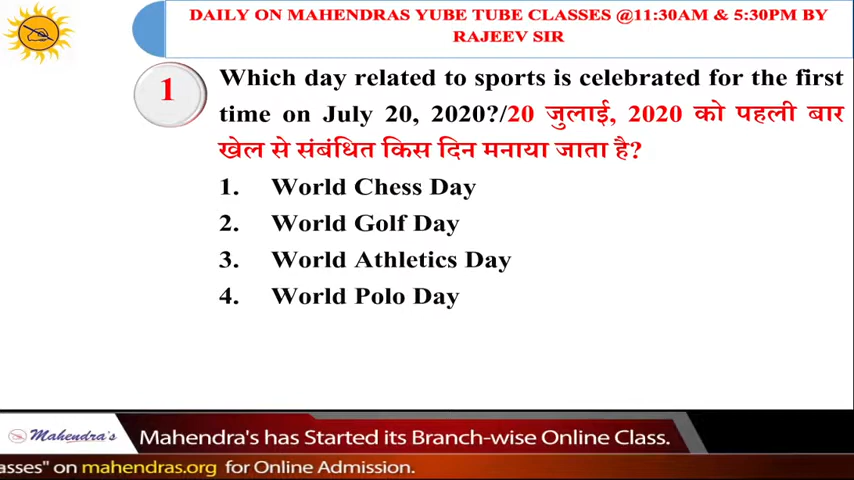 DAILY ON MAHENDRAS YUBE TUBE CLASSES @11:30AM & 5:30PM BY
RAJEEV SIR
1
Which day related to sports is celebrated for the first
time on July 20, 2020?/20 जुलाई, 2020 को पहली बार
खेल से संबंधित किस दिन मनाया जाता है?
1. World Chess Day
2. World Golf Day
3. World Athletics Day
4. World Polo Day
Mahendra's
Mahendra's has Started its Branch-wise Online Class.
asses" on mahendras.org for Online Admission.